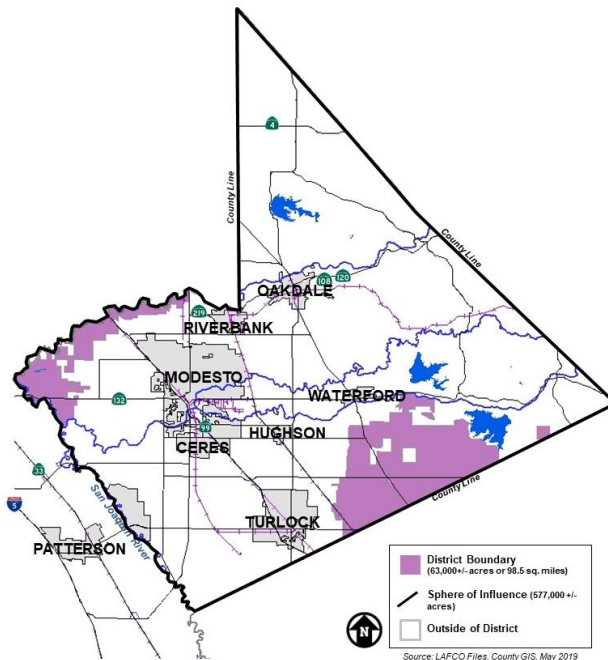 4
County Line
County Line
108
120
OAKDALE
219
RIVERBANK
MODESTO
132
WATERFORD
99
HUGHSON
CERES
33
5
San Joaquin River
County Line
TURLOCK
PATTERSON
N
District Boundary
(63,000+/- acres or 98.5 sq. miles)
Sphere of Influence (577,000 +/-
acres)
Outside of District
Source: LAFCO Files, County GIS, May 2019